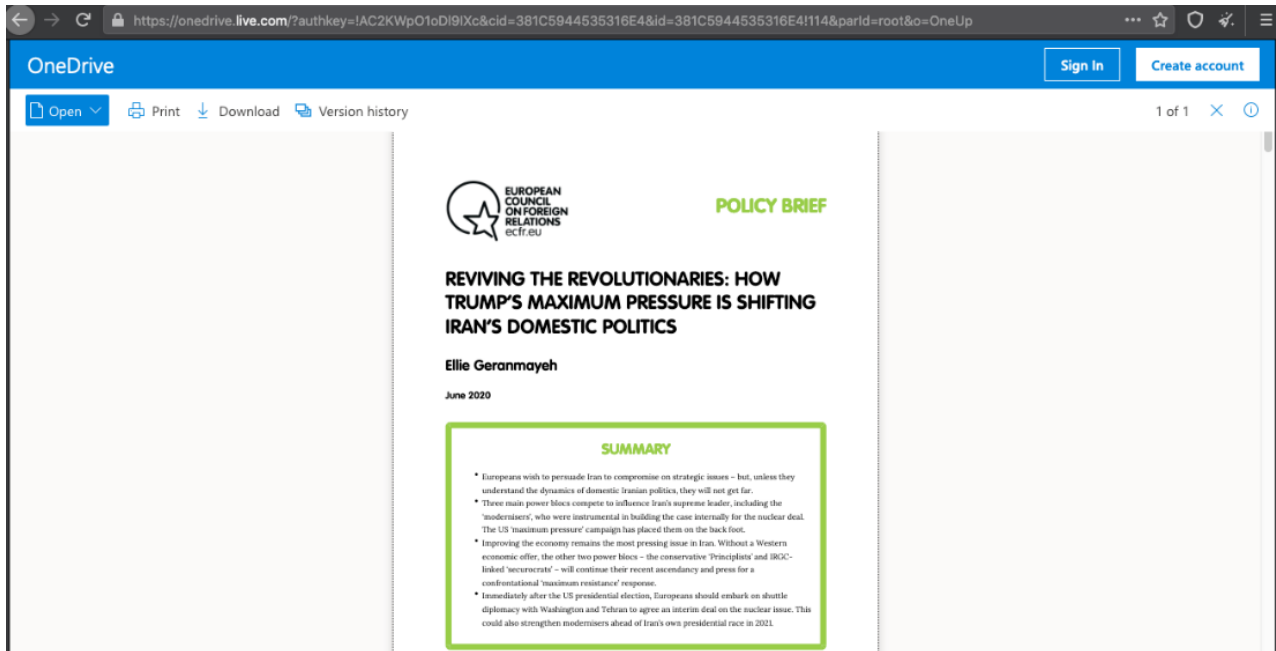 https://onedrive.live.com/?authkey=!AC2KWpO1oDl9lXc&cid=381C5944535316E4&id=381C5944535316E4!114&parId=root&o=OneUp
OneDrive
Sign In
Create account
Open
Print
Download
Version history
1 of 1
EUROPEAN
COUNCIL
ON FOREIGN
RELATIONS
ecfr.eu
POLICY BRIEF
REVIVING THE REVOLUTIONARIES: HOW
TRUMP'S MAXIMUM PRESSURE IS SHIFTING
IRAN'S DOMESTIC POLITICS
Ellie Geranmayeh
June 2020
SUMMARY
• Europeans wish to persuade Iran to compromise on strategic issues – but, unless they
understand the dynamics of domestic Iranian politics, they will not get far.
• Three main power blocs compete to influence Iran's supreme leader, including the
'modernisers', who were instrumental in building the case internally for the nuclear deal.
The US 'maximum pressure' campaign has placed them on the back foot.
• Improving the economy remains the most pressing issue in Iran. Without a Western
economic offer, the other two power blocs – the conservative 'Principlists' and IRGC-
linked 'securocrats' – will continue their recent ascendancy and press for a
confrontational 'maximum resistance' response.
• Immediately after the US presidential election, Europeans should embark on shuttle
diplomacy with Washington and Tehran to agree an interim deal on the nuclear issue. This
could also strengthen modernisers ahead of Iran's own presidential race in 2021.